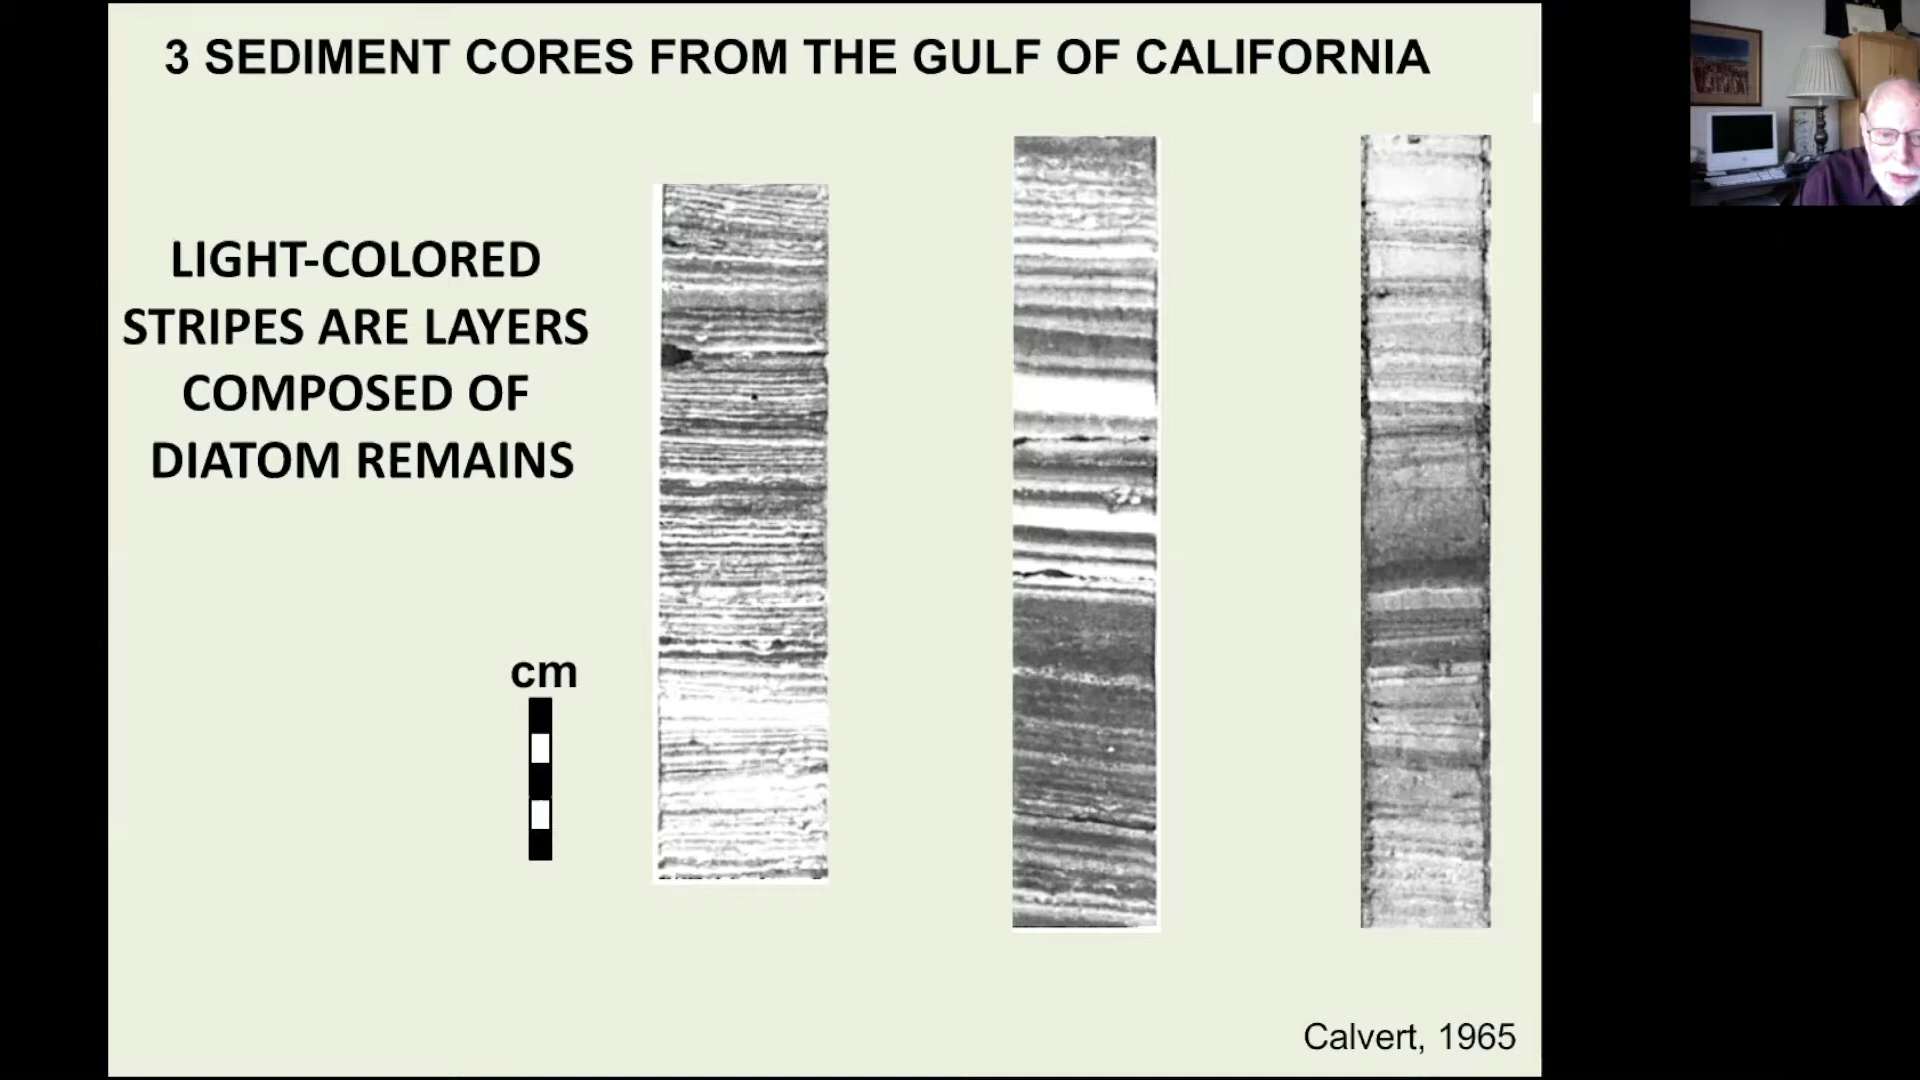 3 SEDIMENT CORES FROM THE GULF OF CALIFORNIA
LIGHT-COLORED
STRIPES ARE LAYERS
COMPOSED OF
DIATOM REMAINS
cm
Calvert, 1965